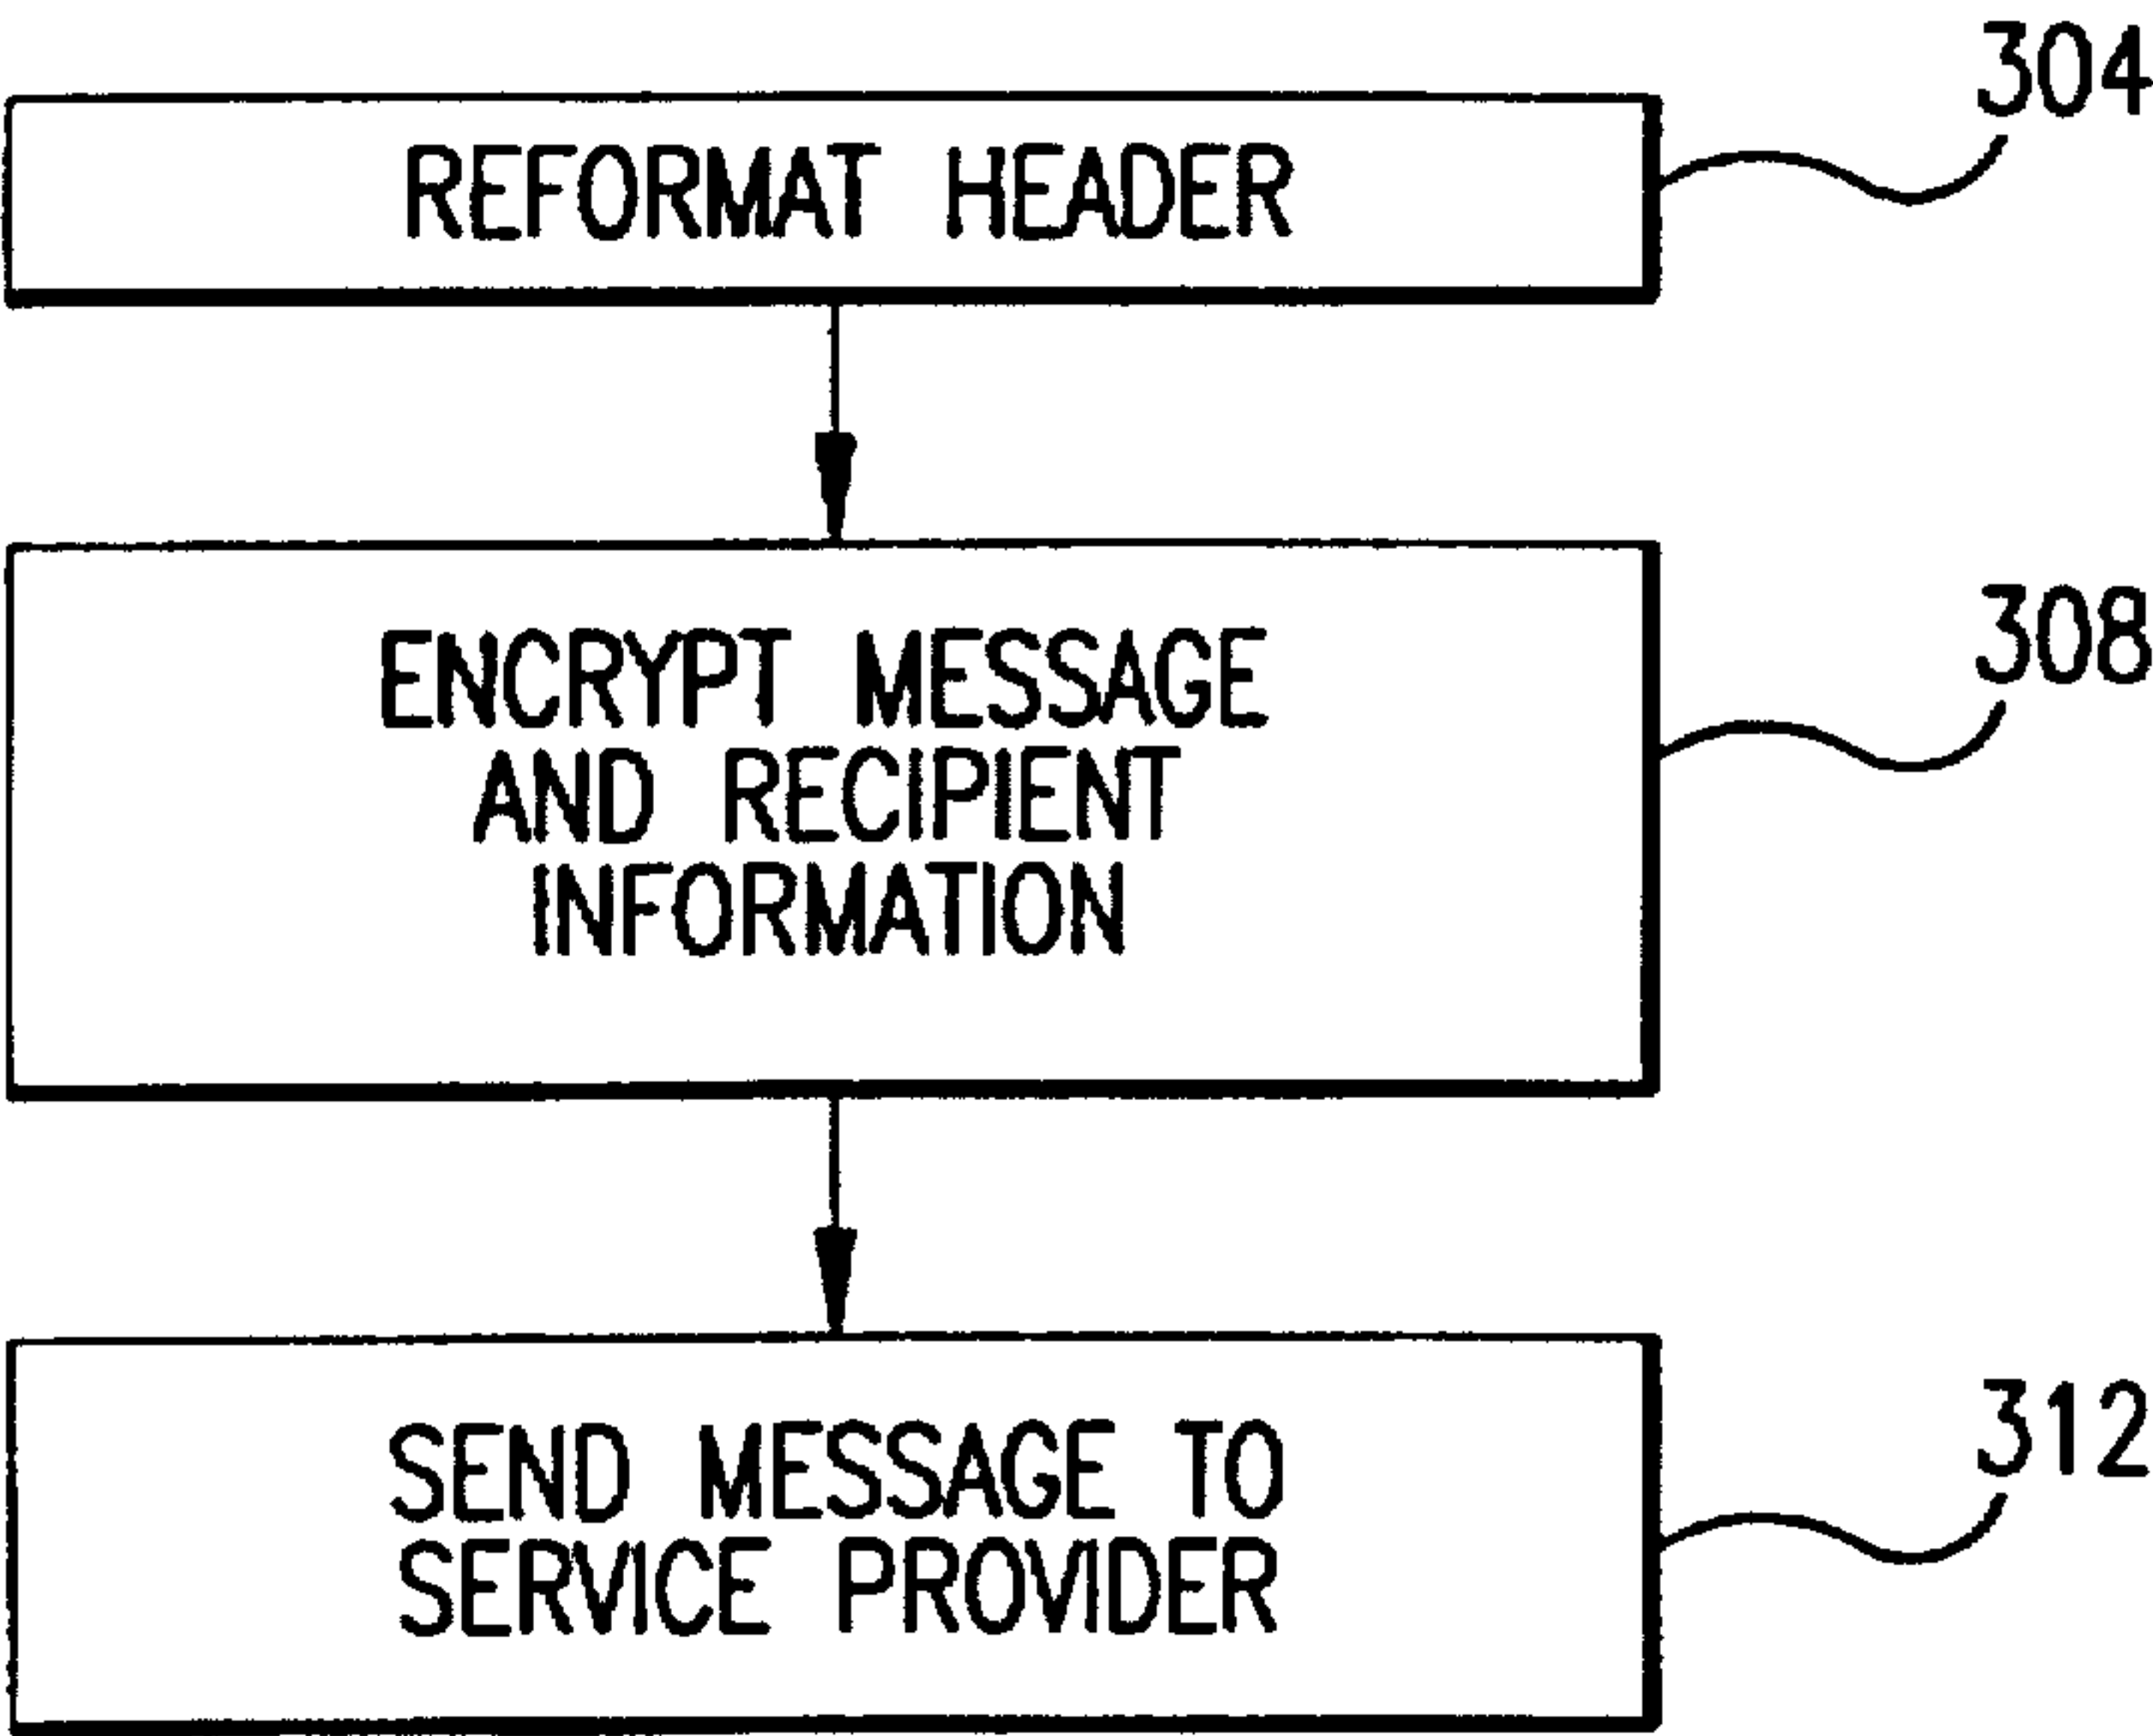 304
REFORMAT HEADER
308
ENCRYPT MESSAGE
AND RECIPIENT
INFORMATION
312
SEND MESSAGE TO
SERVICE PROVIDER